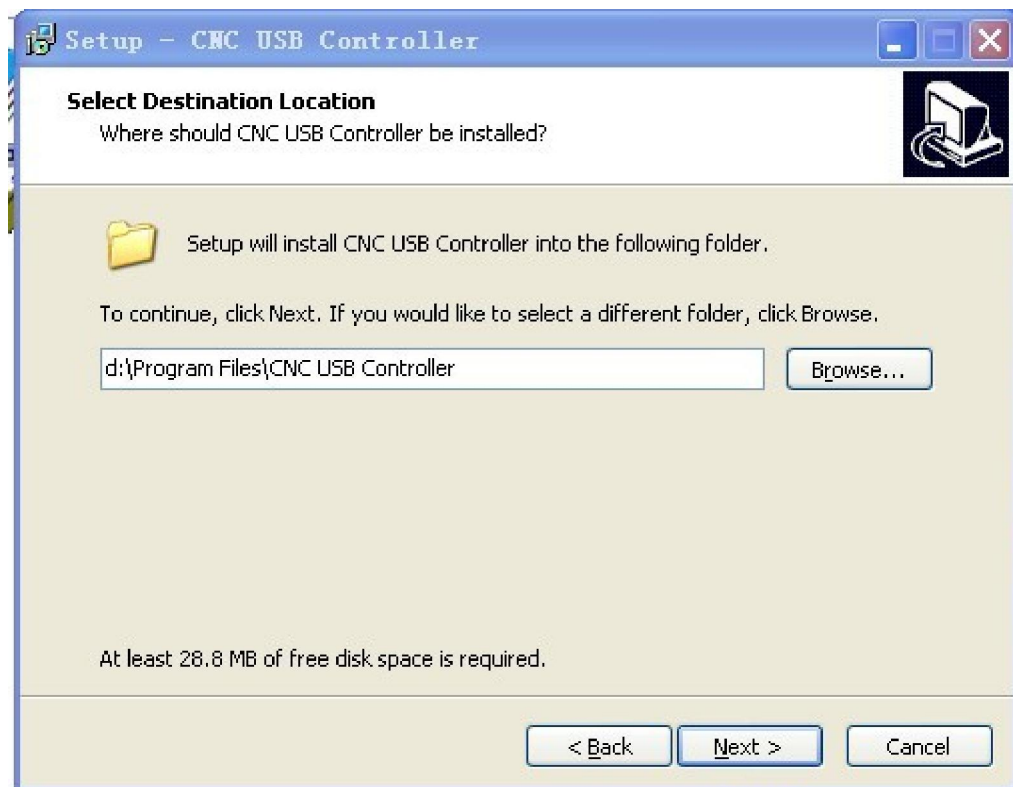 Setup - CNC USB Controller
Select Destination Location
Where should CNC USB Controller be installed?
Setup will install CNC USB Controller into the following folder.
To continue, click Next. If you would like to select a different folder, click Browse.
d:\Program Files\CNC USB Controller
Browse...
At least 28.8 MB of free disk space is required.
< Back
Next >
Cancel